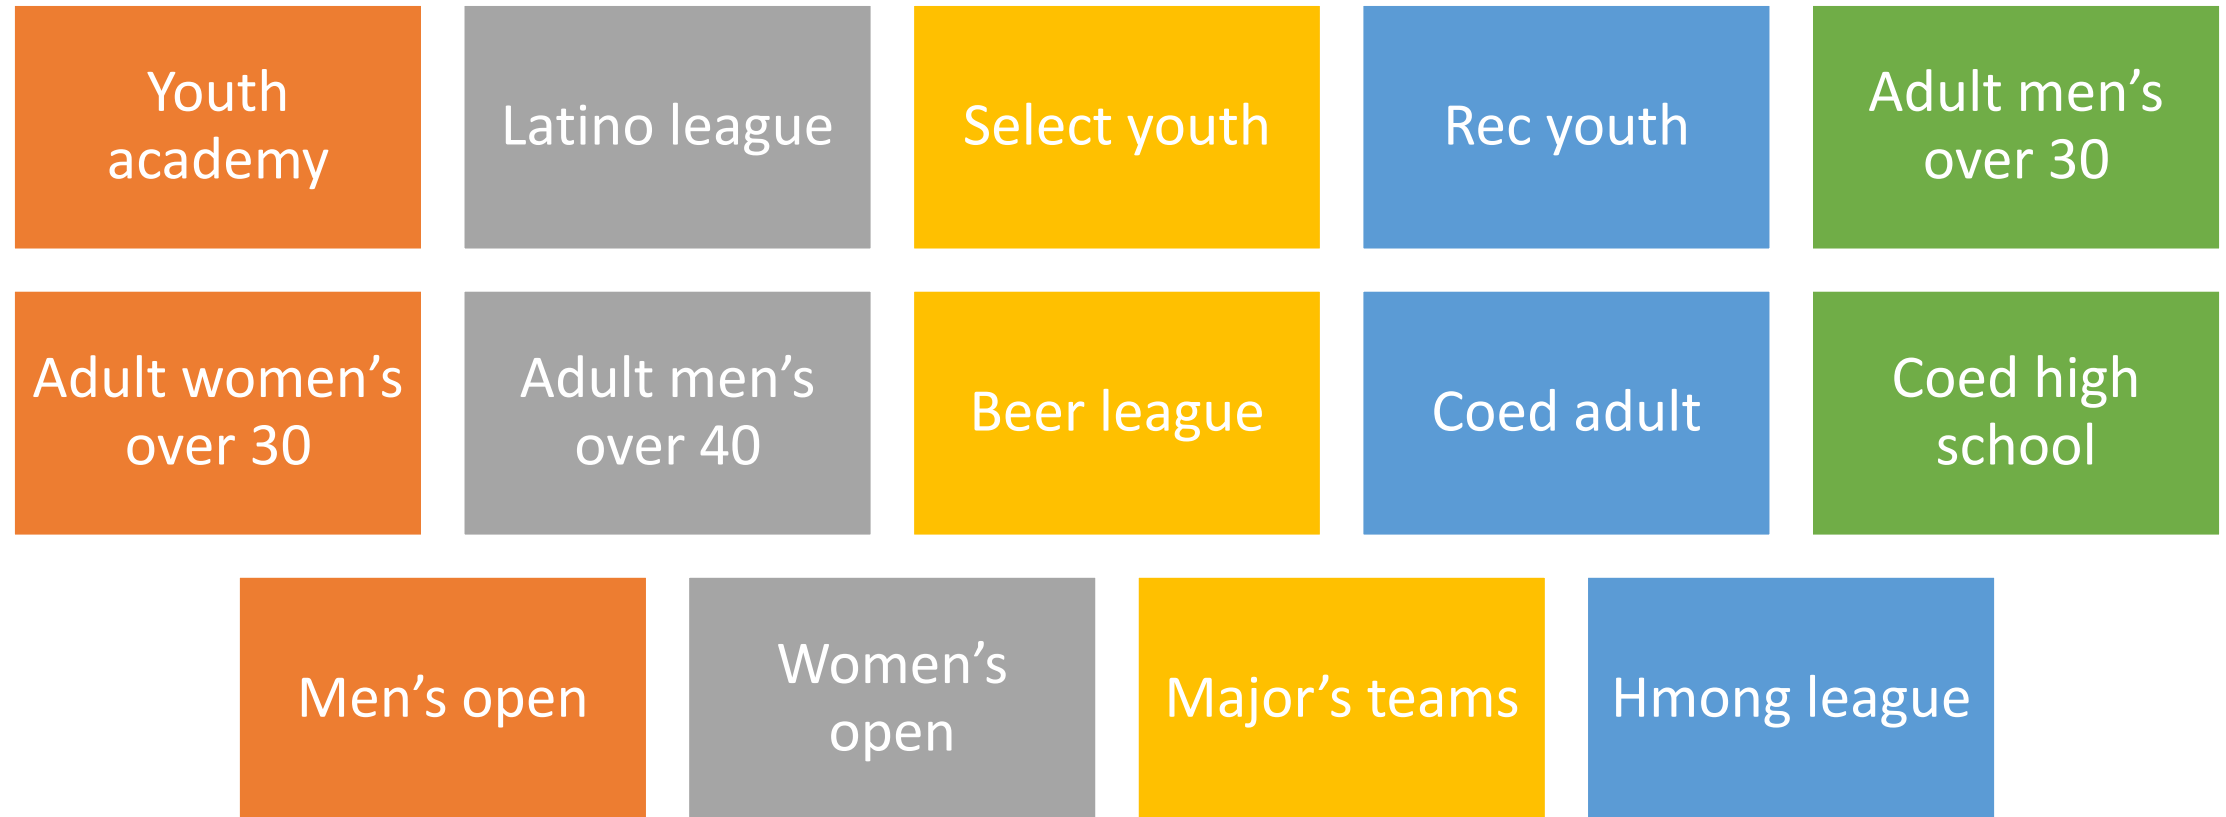 Youth
academy
Latino league
Select youth
Rec youth
Adult men’s
over 30
Adult women’s
over 30
Adult men’s
over 40
Beer league
Coed adult
Coed high
school
Men’s open
Women’s
open
Major’s teams
Hmong league